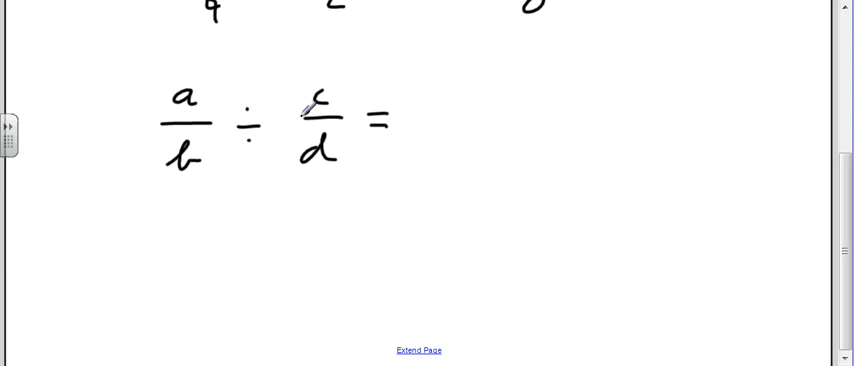 a/b ÷ c/d =
Extend Page